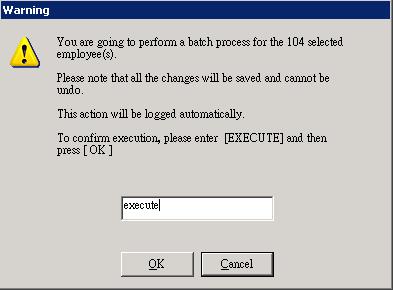 Warning
You are going to perform a batch process for the 104 selected
employee(s).
Please note that all the changes will be saved and cannot be
undo.
This action will be logged automatically.
To confirm execution, please enter [EXECUTE] and then
press [ OK ]
execute
OK
Cancel